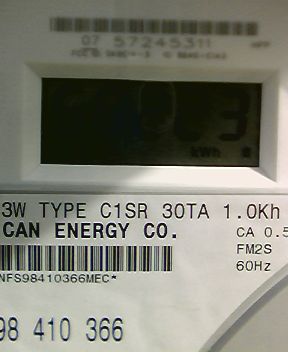 07 57245311
3
kWh
3W TYPE C1SR 30TA 1.0Kh
CAN ENERGY CO.
CA 0.5
FM2S
60Hz
NFS98410366MEC*
98 410 366